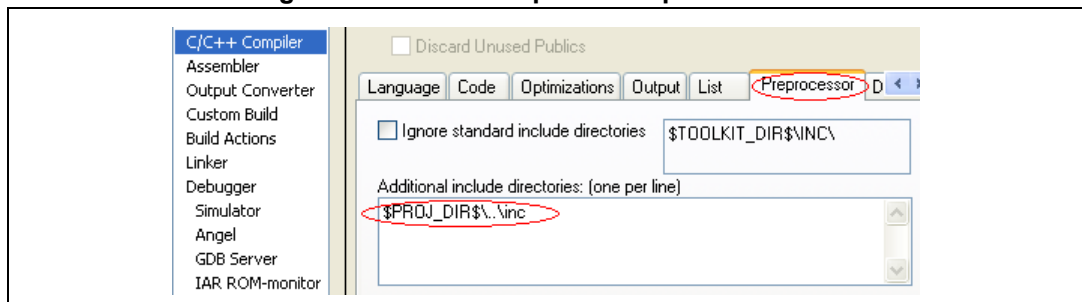 C/C++ Compiler
Assembler
Output Converter
Custom Build
Build Actions
Linker
Debugger
Simulator
Angel
GDB Server
IAR ROM-monitor
Discard Unused Publics
Language Code Optimizations Output List Preprocessor D
Ignore standard include directories
$TOOLKIT_DIR$\INC\
Additional include directories: (one per line)
$PROJ_DIR$\..\inc